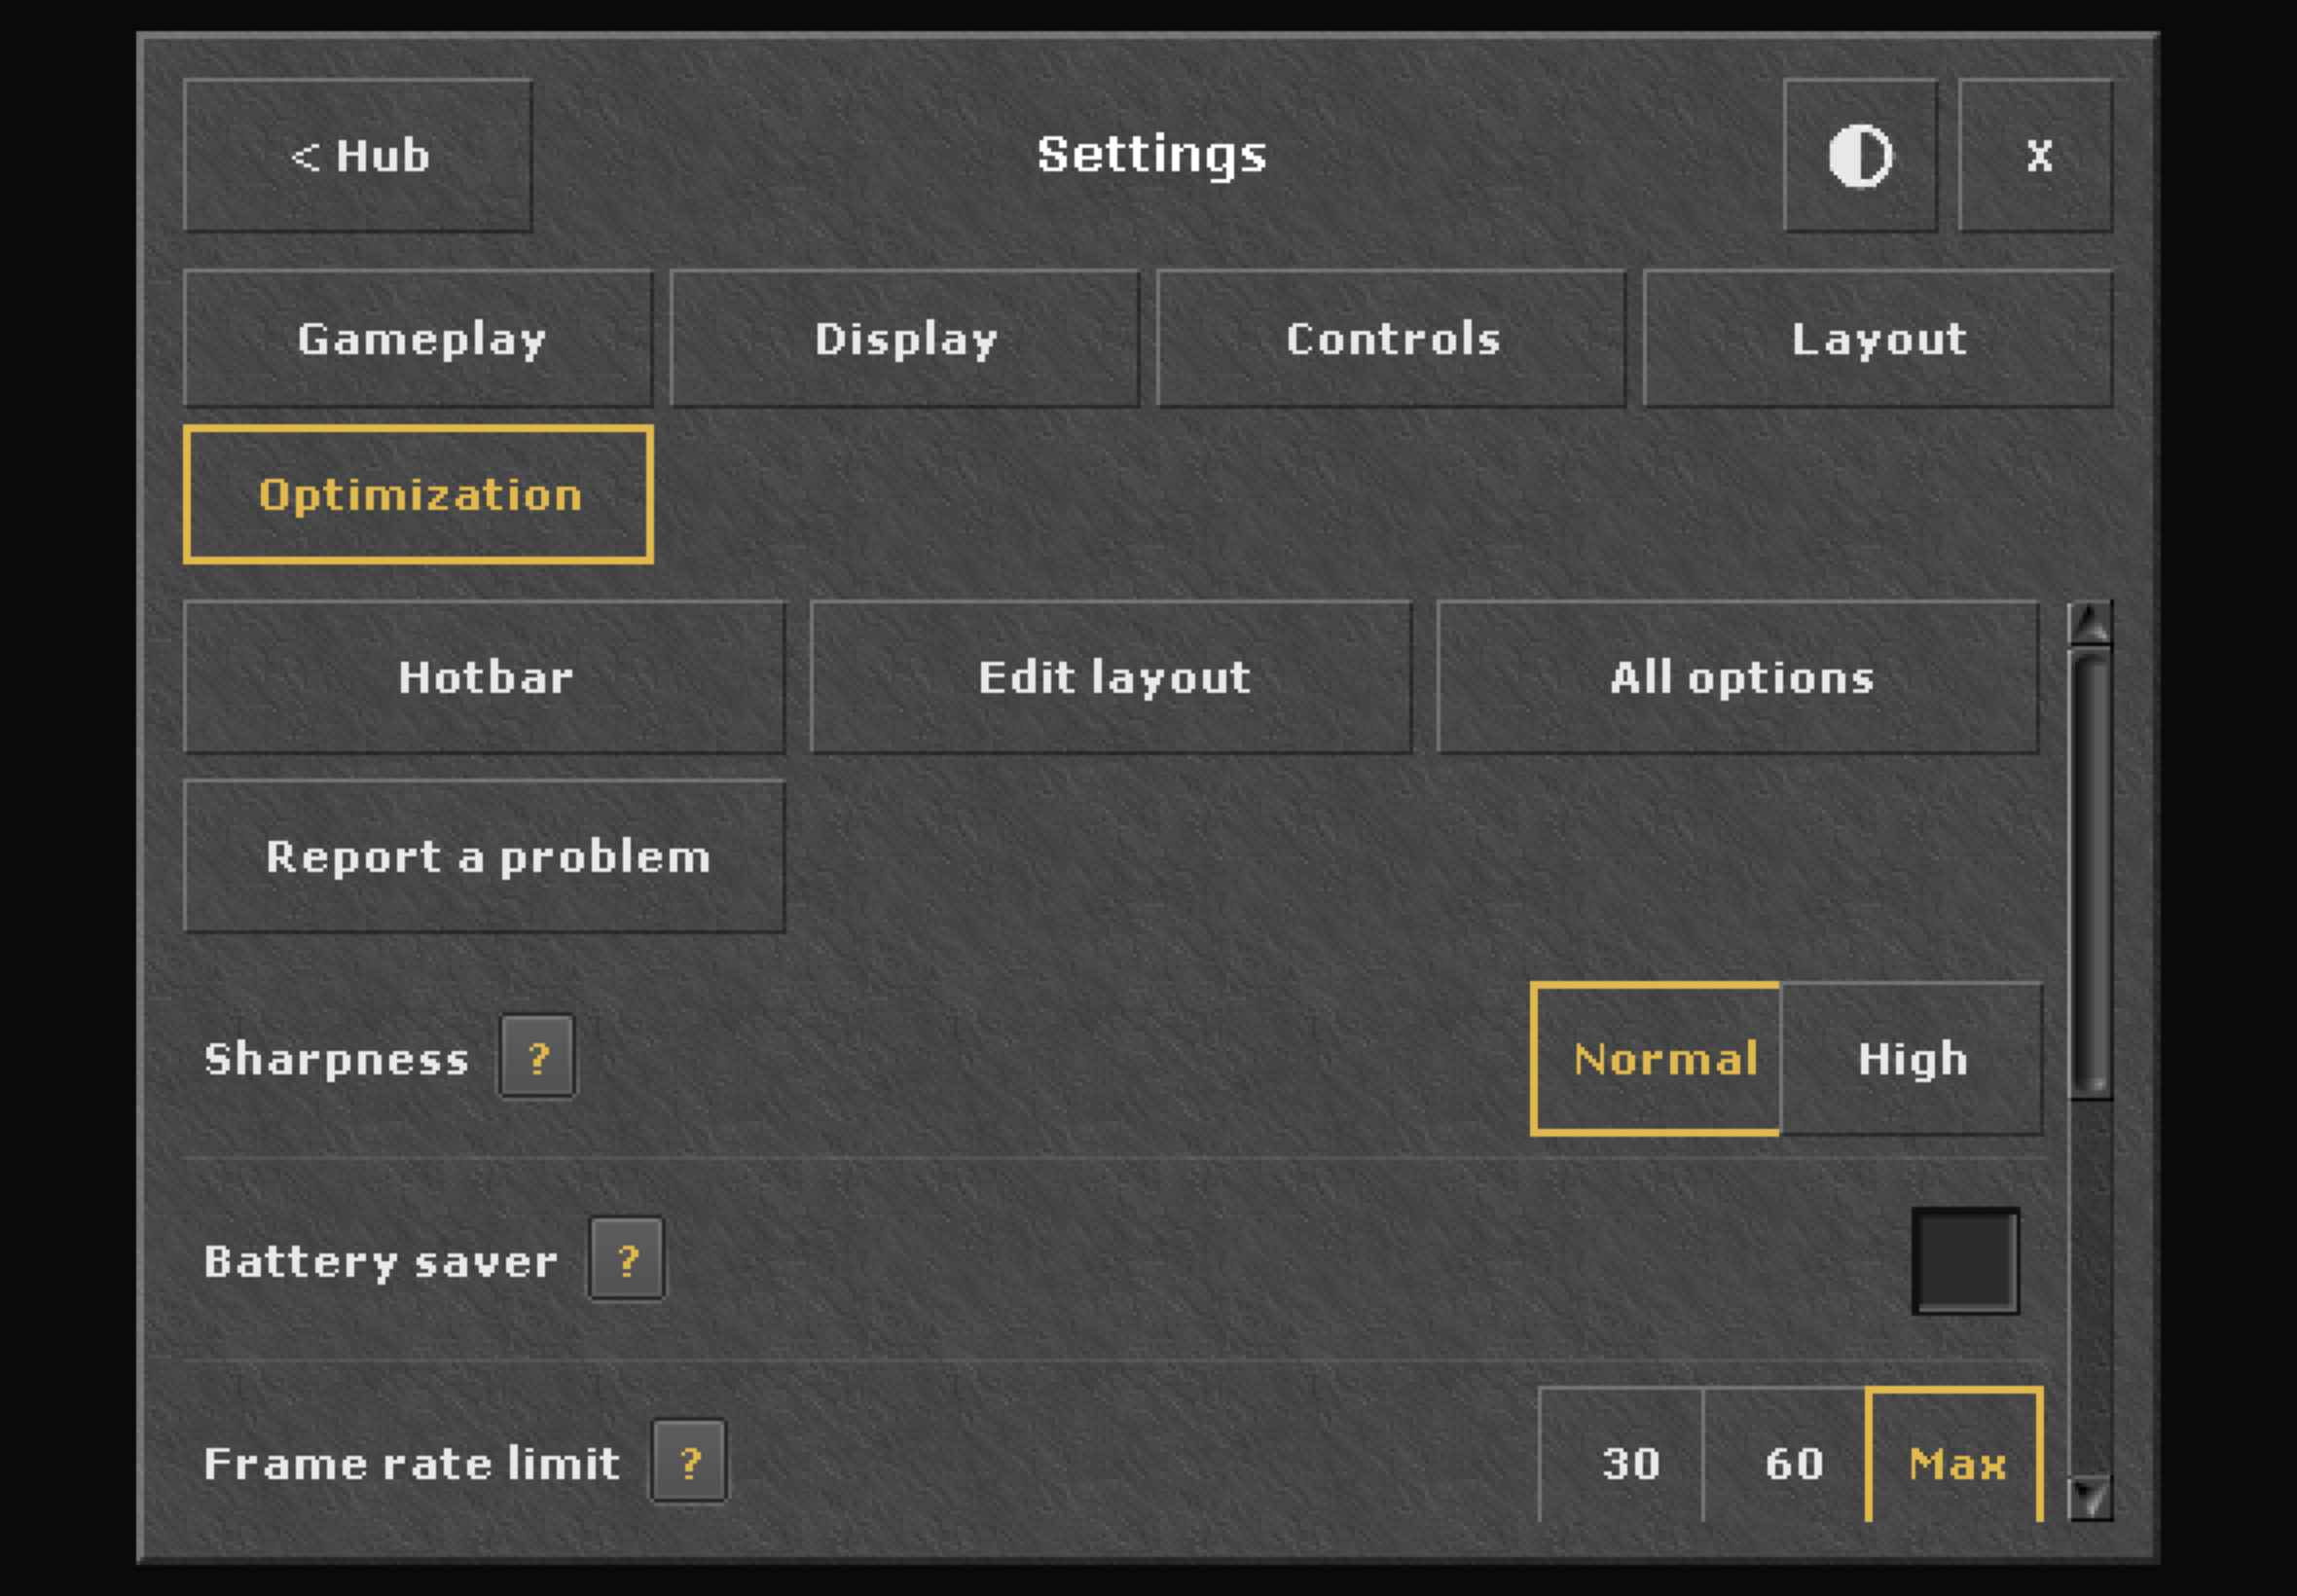 < Hub Settings x
Gameplay Display Controls Layout
Optimization
Hotbar Edit layout All options
Report a problem
Sharpness ? Normal High
Battery saver ?
Frame rate limit ? 30 60 Max